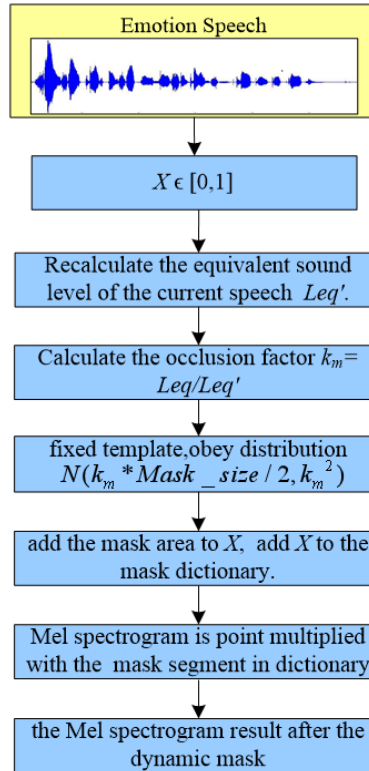 Emotion Speech
X ϵ [0,1]
Recalculate the equivalent sound
level of the current speech Leq'.
Calculate the occlusion factor kₘ=
Leq/Leq'
fixed template,obey distribution
N(kₘ * Mask _ size / 2, kₘ²)
add the mask area to X, add X to the
mask dictionary.
Mel spectrogram is point multiplied
with the mask segment in dictionary
the Mel spectrogram result after the
dynamic mask